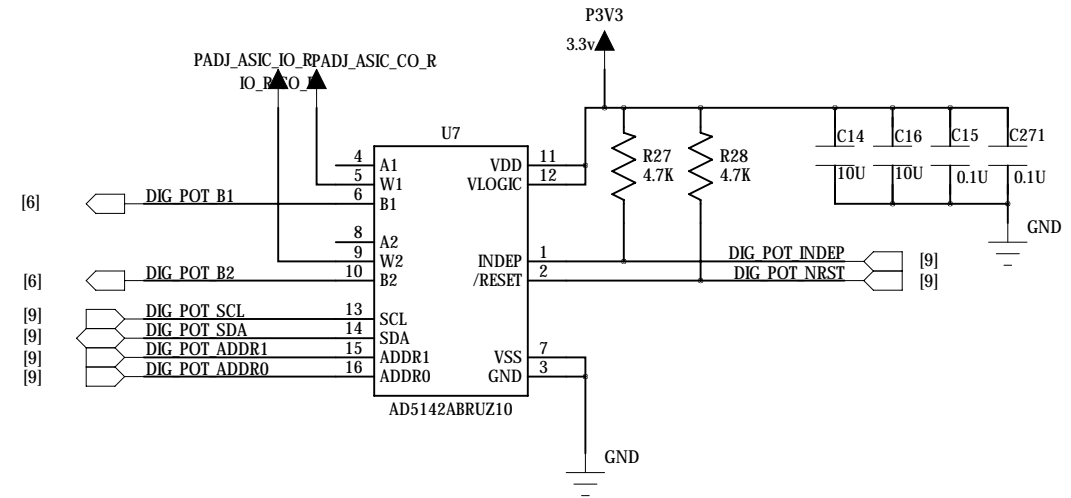 P3V3
3.3v
PADJ_ASIC_IO_R
PADJ_ASIC_CO_R
U7
4 A1
5 W1
6 B1
8 A2
9 W2
10 B2
13 SCL
14 SDA
15 ADDR1
16 ADDR0
VDD 11
VLOGIC 12
INDEP 1
/RESET 2
VSS 7
GND 3
AD5142ABRUZ10
[6] DIG_POT_B1
[6] DIG_POT_B2
[9] DIG_POT_SCL
[9] DIG_POT_SDA
[9] DIG_POT_ADDR1
[9] DIG_POT_ADDR0
R27
4.7K
R28
4.7K
C14
10U
C16
10U
C15
0.1U
C271
0.1U
GND
DIG_POT_INDEP [9]
DIG_POT_NRST [9]
GND